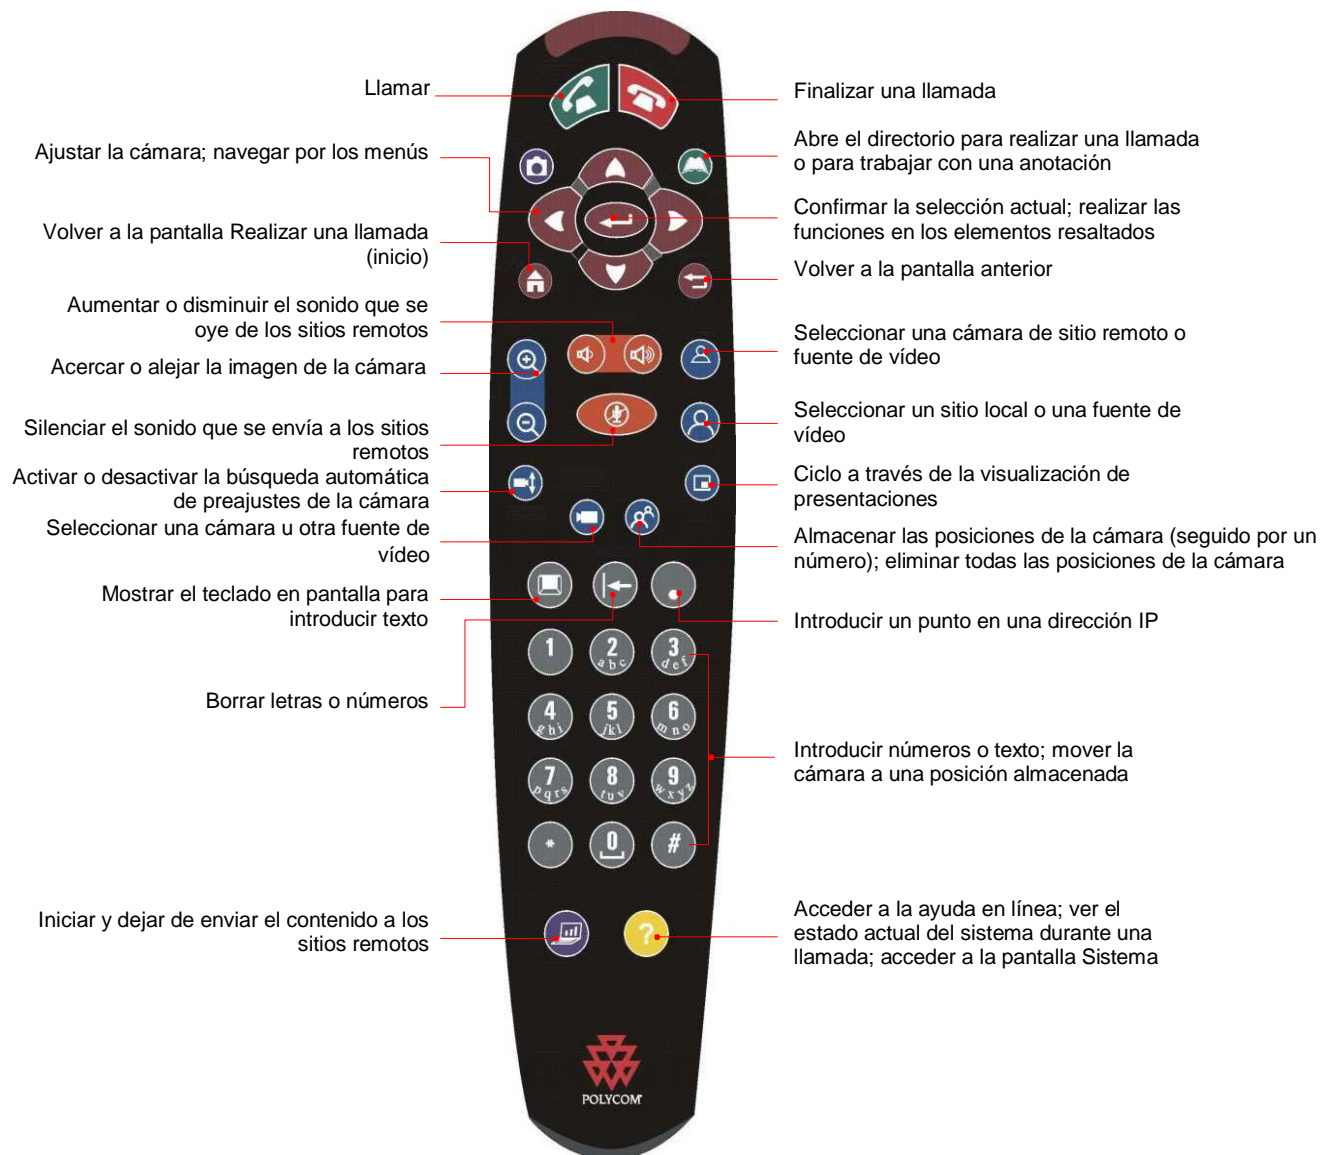 Llamar
Finalizar una llamada
Ajustar la cámara; navegar por los menús
Abre el directorio para realizar una llamada
o para trabajar con una anotación
Confirmar la selección actual; realizar las
funciones en los elementos resaltados
Volver a la pantalla Realizar una llamada
(inicio)
Volver a la pantalla anterior
Aumentar o disminuir el sonido que se
oye de los sitios remotos
Seleccionar una cámara de sitio remoto o
fuente de vídeo
Acercar o alejar la imagen de la cámara
Silenciar el sonido que se envía a los sitios
remotos
Seleccionar un sitio local o una fuente de
vídeo
Activar o desactivar la búsqueda automática
de preajustes de la cámara
Ciclo a través de la visualización de
presentaciones
Seleccionar una cámara u otra fuente de
vídeo
Almacenar las posiciones de la cámara (seguido por un
número); eliminar todas las posiciones de la cámara
Mostrar el teclado en pantalla para
introducir texto
Introducir un punto en una dirección IP
1
2
abc
3
def
Borrar letras o números
4
ghi
5
jkl
6
mno
Introducir números o texto; mover la
cámara a una posición almacenada
7
pqrs
8
tuv
9
wxyz
*
0
#
Iniciar y dejar de enviar el contenido a los
sitios remotos
?
Acceder a la ayuda en línea; ver el
estado actual del sistema durante una
llamada; acceder a la pantalla Sistema
POLYCOM